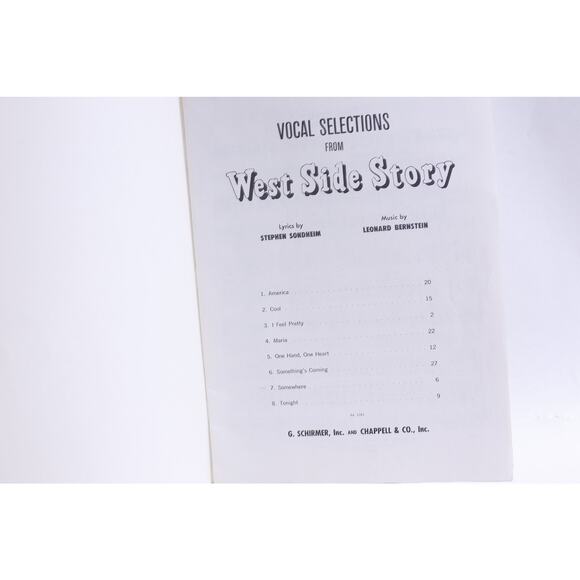 VOCAL SELECTIONS
FROM
West Side Story
Lyrics by
STEPHEN SONDHEIM
Music by
LEONARD BERNSTEIN
1. America 20
2. Cool 15
3. I Feel Pretty 2
4. Maria 22
5. One Hand, One Heart 12
6. Something's Coming 27
7. Somewhere 6
8. Tonight 9
G. SCHIRMER, Inc. AND CHAPPELL & CO., Inc.